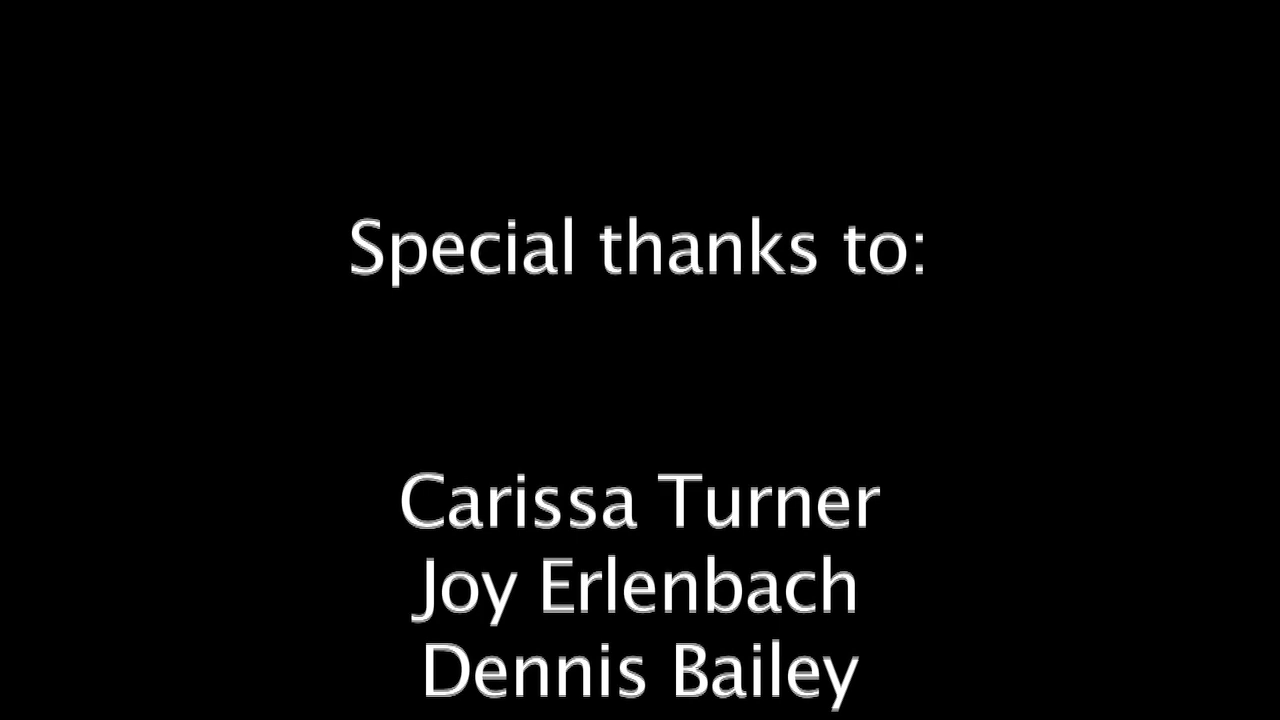 Special thanks to:
Carissa Turner
Joy Erlenbach
Dennis Bailey